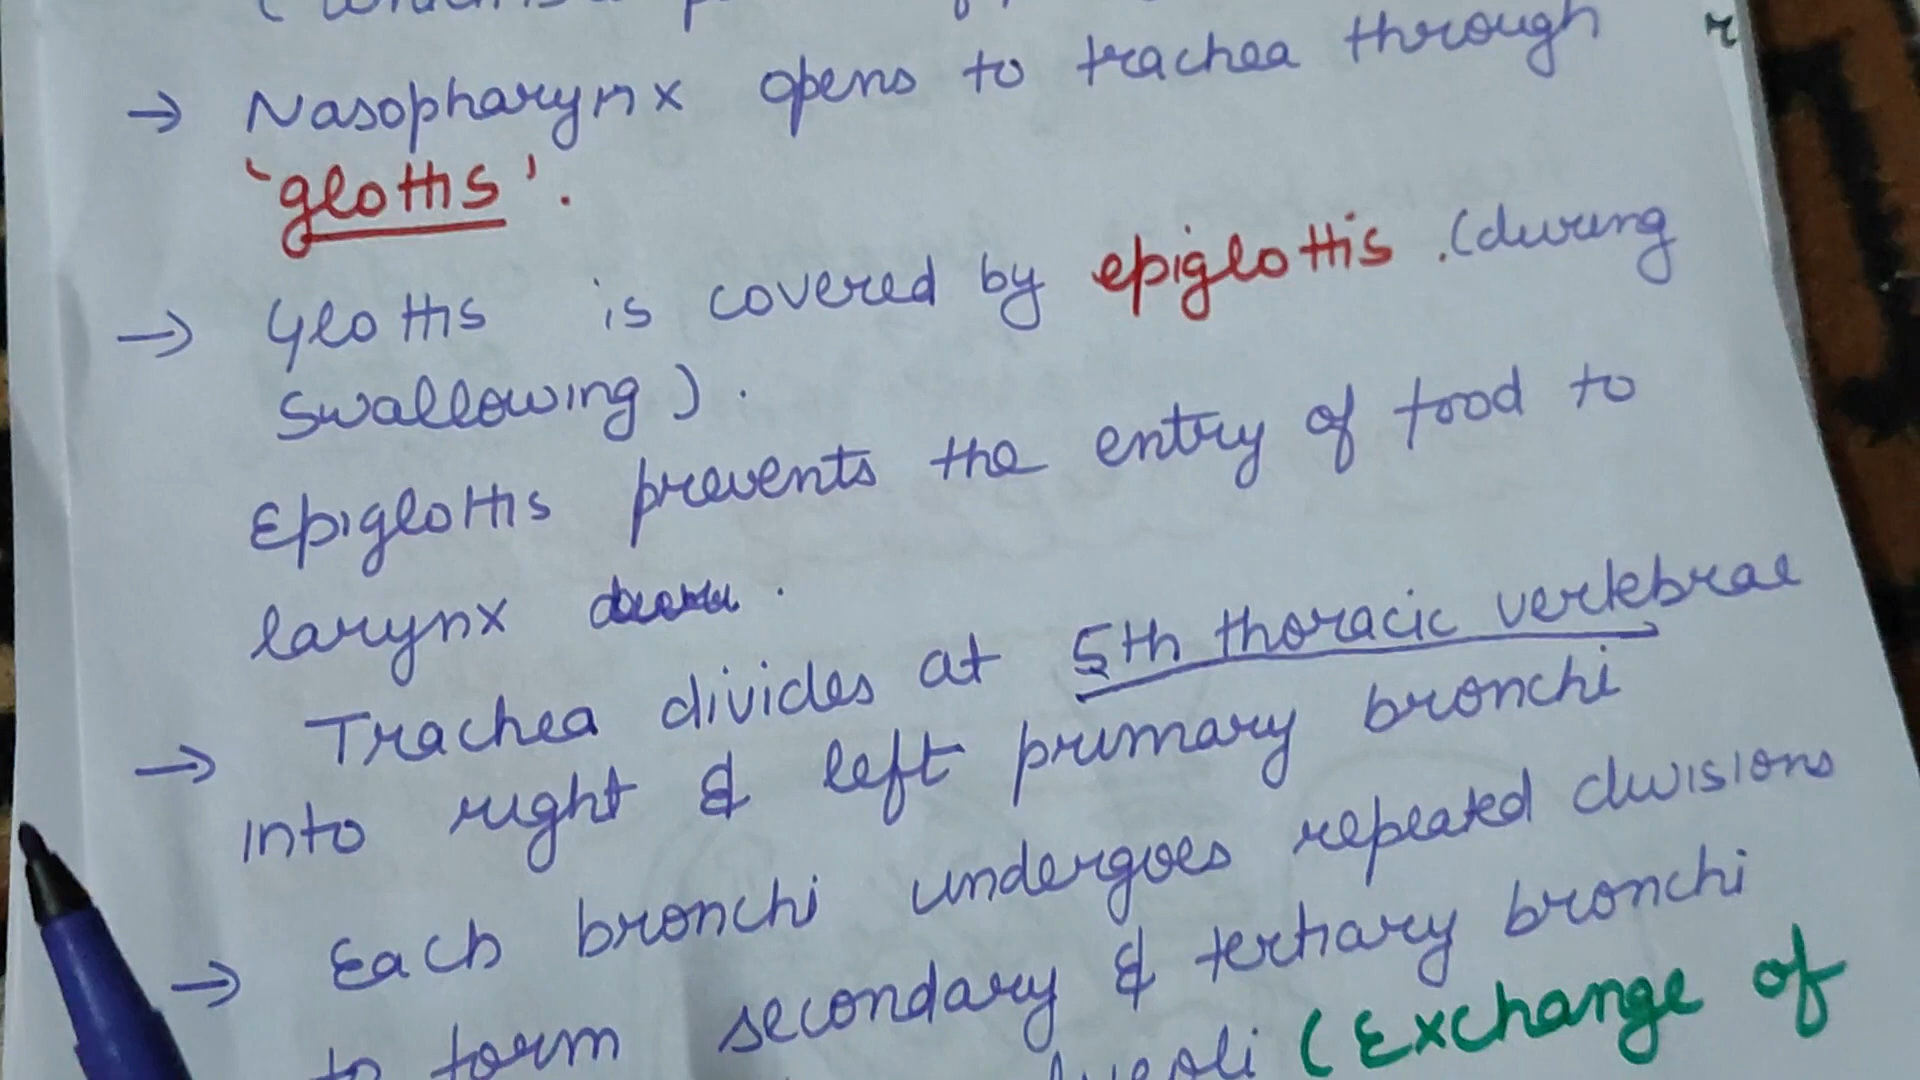 → Nasopharynx opens to trachea through
'glottis'.
→ Glottis is covered by epiglottis. (during
swallowing).
Epiglottis prevents the entry of food to
larynx .
→ Trachea divides at 5th thoracic vertebrae
into right & left primary bronchi
→ Each bronchi undergoes repeated divisions
to form secondary & tertiary bronchi
(Exchange of